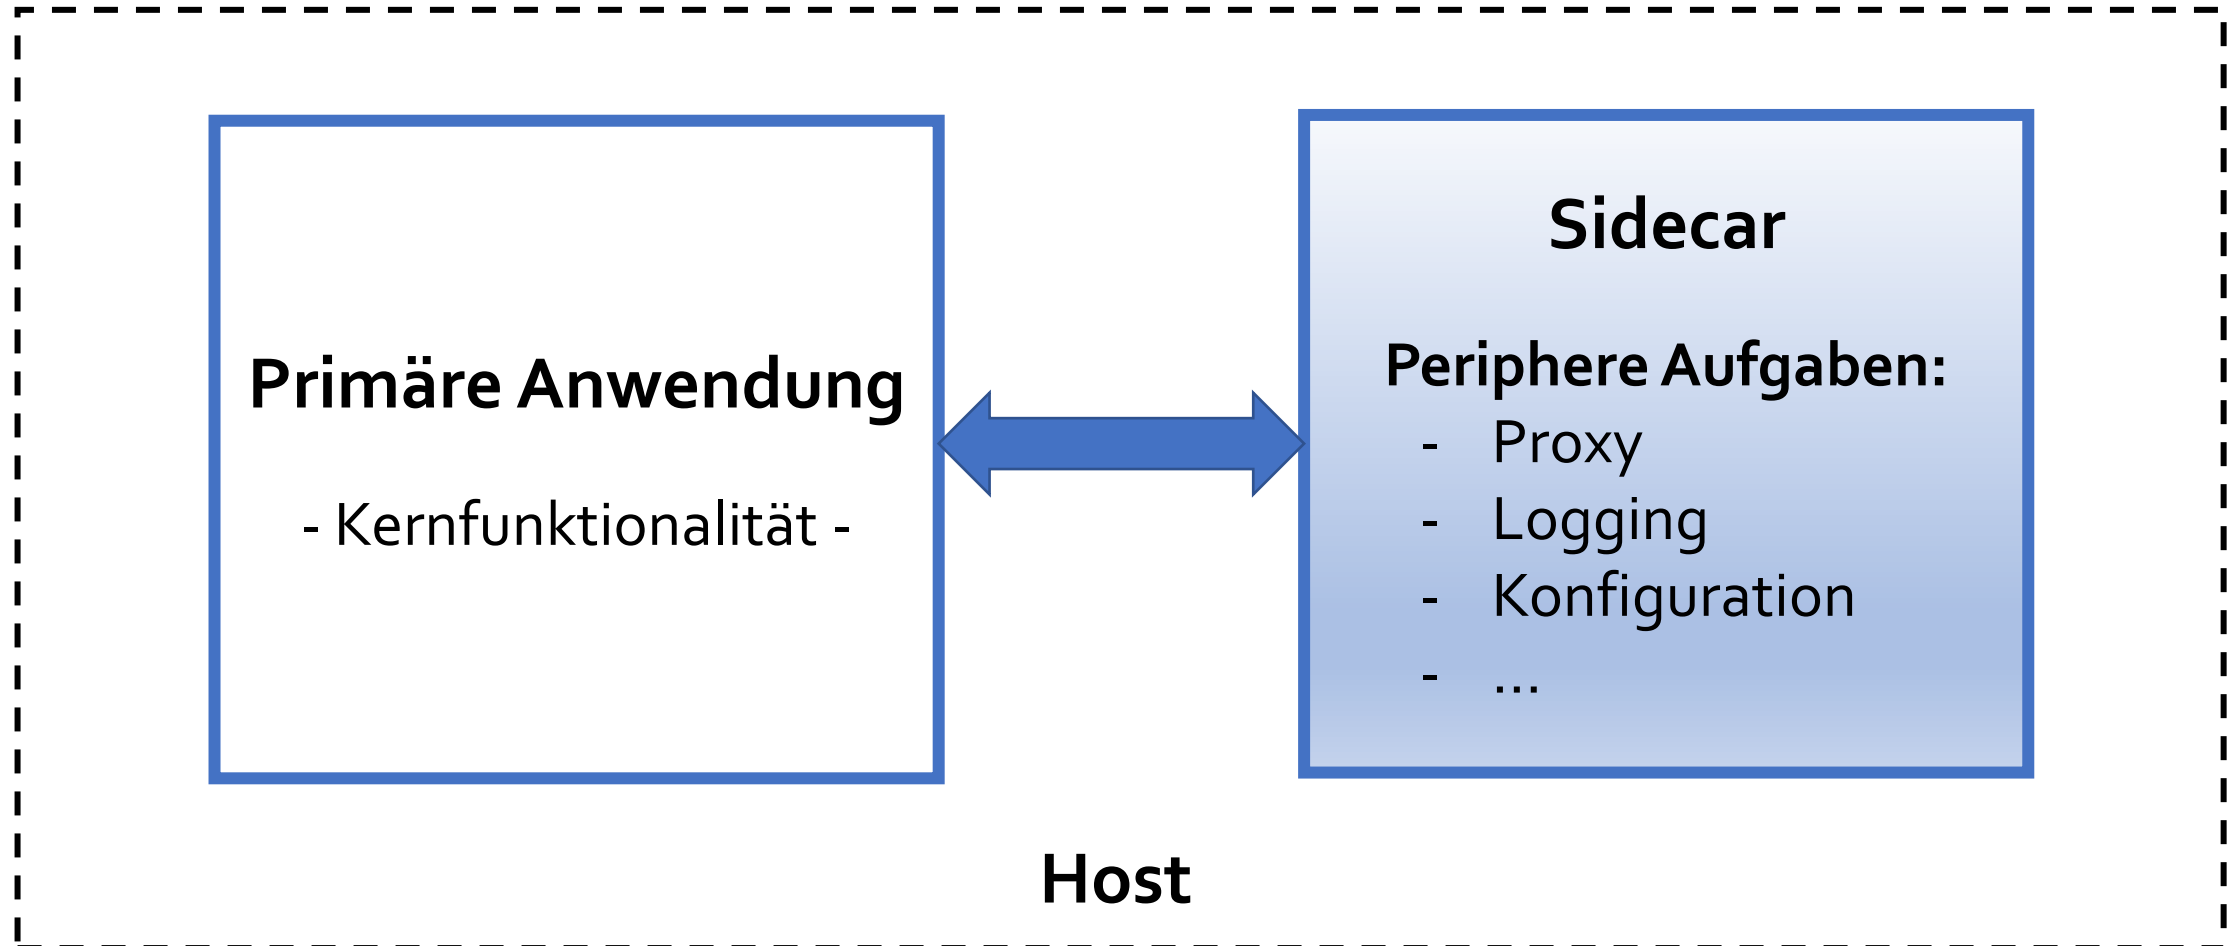 Primäre Anwendung
- Kernfunktionalität -
Sidecar
Periphere Aufgaben:
- Proxy
- Logging
- Konfiguration
- ...
Host